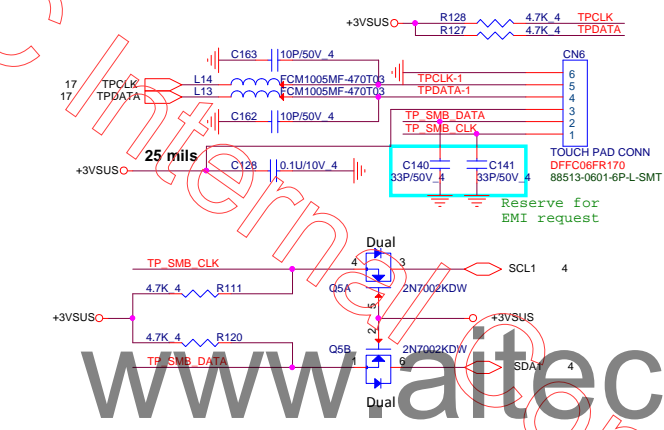 +3VSUS R128 4.7K_4 TPCLK
R127 4.7K_4 TPDATA
C163 10P/50V_4 CN6
17 TPCLK L14 FCM1005MF-470T03 TPCLK-1 6
17 TPDATA L13 FCM1005MF-470T03 TPDATA-1 5
4
C162 10P/50V_4 TP_SMB_DATA 3
TP_SMB_CLK 2
1
25 mils
TOUCH PAD CONN
+3VSUS C128 0.1U/10V_4 C140 C141 DFFC06FR170
33P/50V_4 33P/50V_4 88513-0601-6P-L-SMT
Reserve for
EMI request
Dual
TP_SMB_CLK 4 3 SCL1 4
4.7K_4 R111 Q5A 2N7002KDW
5
+3VSUS +3VSUS
2
4.7K_4 R120 Q5B 2N7002KDW
TP_SMB_DATA 1 6 SDA1 4
Dual
www.aitec
C Internal
Co